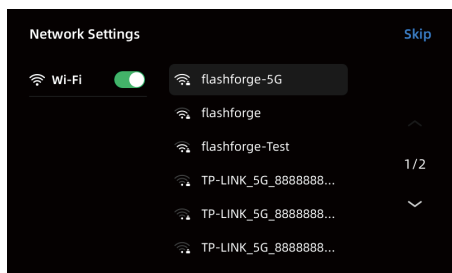 Network Settings
Skip
Wi-Fi
flashforge-5G
flashforge
flashforge-Test
1/2
TP-LINK_5G_8888888...
TP-LINK_5G_8888888...
TP-LINK_5G_8888888...